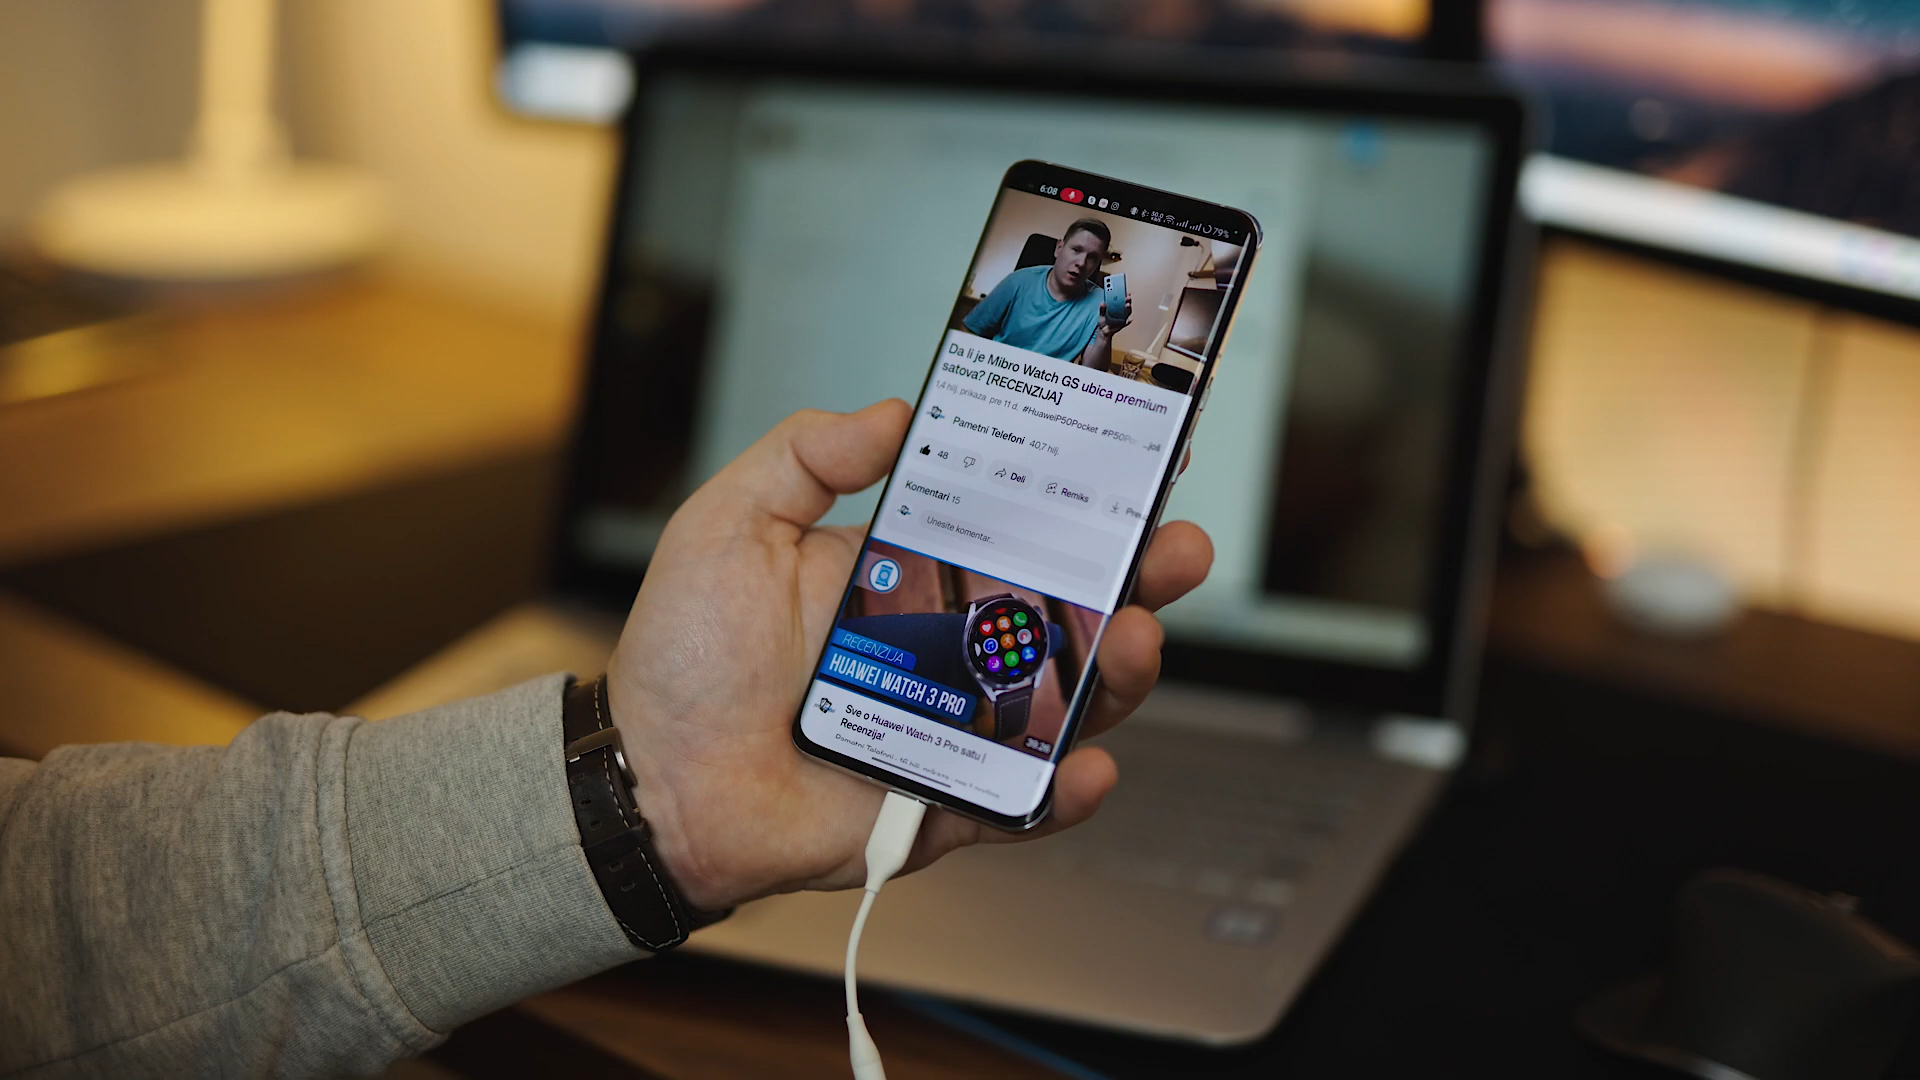 6:08
79%
Da li je Mibro Watch GS ubica premium
satova? [RECENZIJA]
1,4 hilj. prikaza pre 11 d. #HuaweiP50Pocket #P50Po ...još
Pametni Telefoni 40,7 hilj.
48 Deli Remiks
Komentari 15
Unesite komentar...
RECENZIJA
HUAWEI WATCH 3 PRO
Sve o Huawei Watch 3 Pro satu |
Recenzija!
Pametni Telefoni